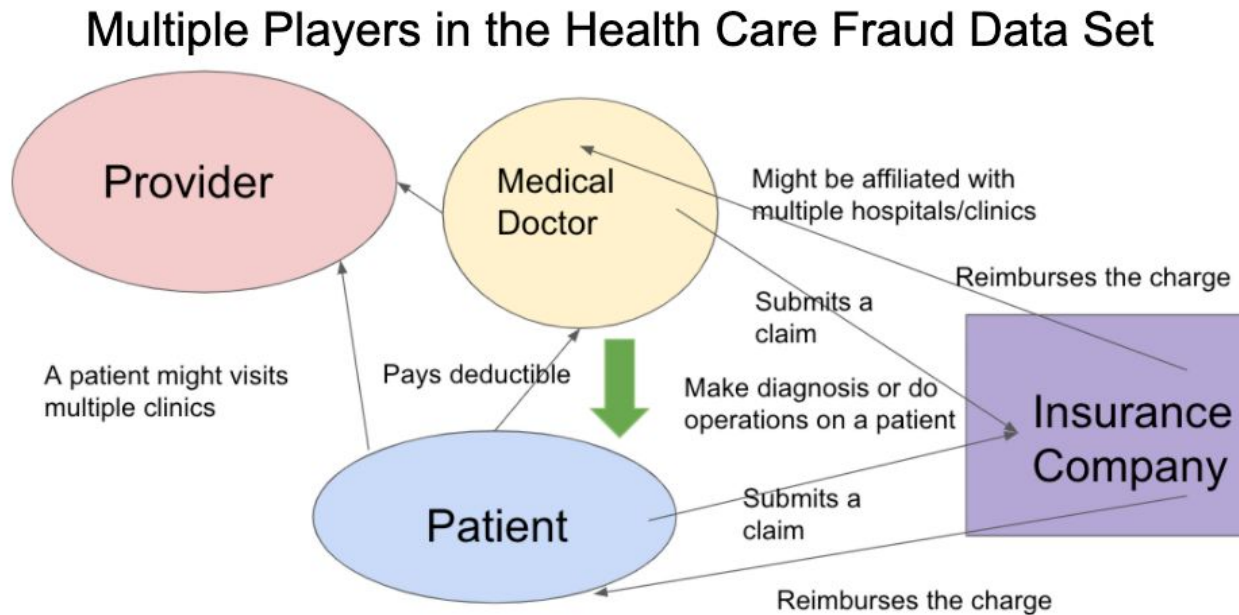 Multiple Players in the Health Care Fraud Data Set
Provider
Medical
Doctor
Might be affiliated with
multiple hospitals/clinics
Reimburses the charge
Submits a
claim
A patient might visits
multiple clinics
Pays deductible
Make diagnosis or do
operations on a patient
Insurance
Company
Patient
Submits a
claim
Reimburses the charge